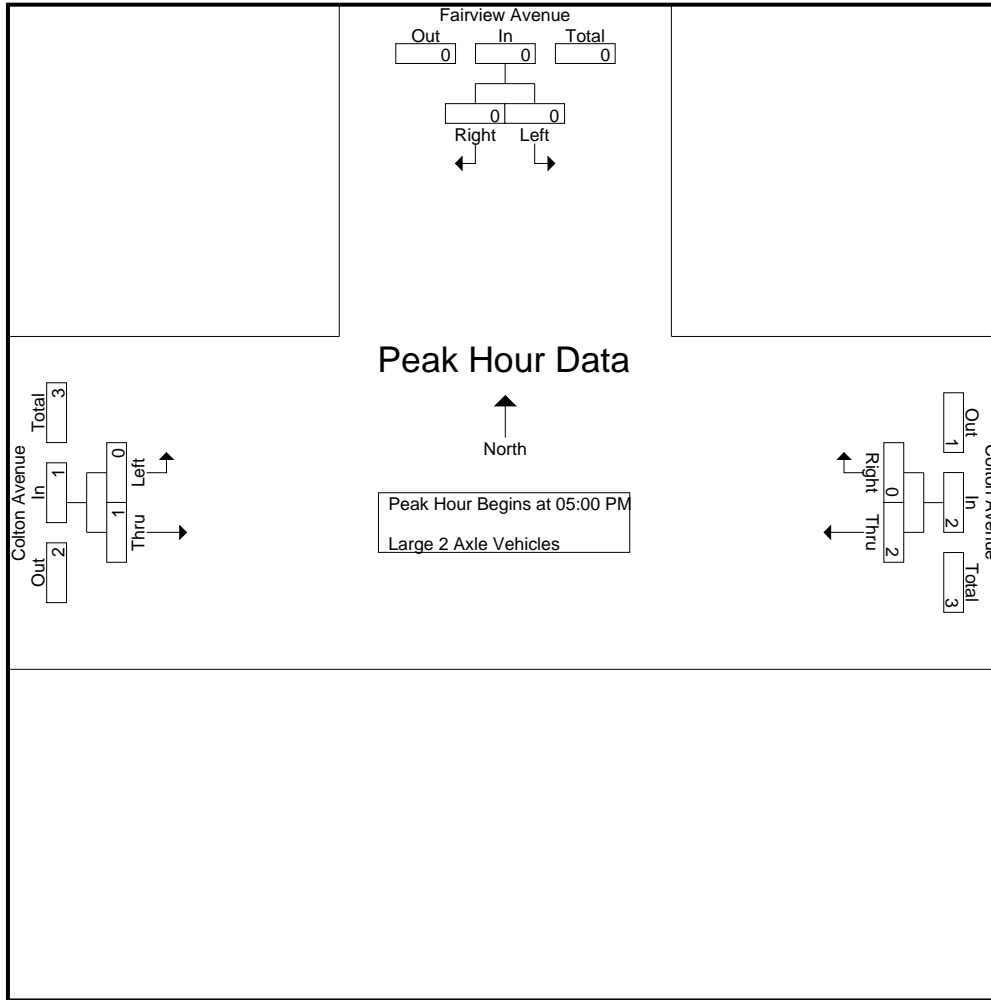 Fairview Avenue
Out In Total
0 0 0
0 0
Right Left
Peak Hour Data
North
Peak Hour Begins at 05:00 PM
Large 2 Axle Vehicles
Colton Avenue
Out In Total
2 1 3
1 0
Thru Left
Colton Avenue
Out In Total
1 2 3
0 2
Right Thru